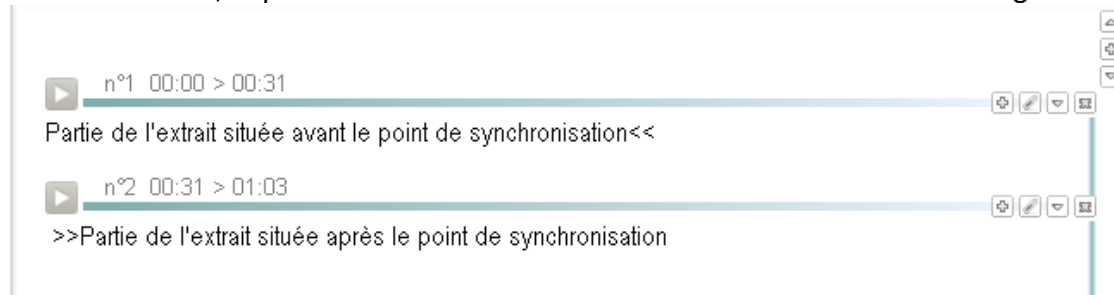 n°1 00:00 > 00:31
Partie de l'extrait située avant le point de synchronisation<<
n°2 00:31 > 01:03
>>Partie de l'extrait située après le point de synchronisation